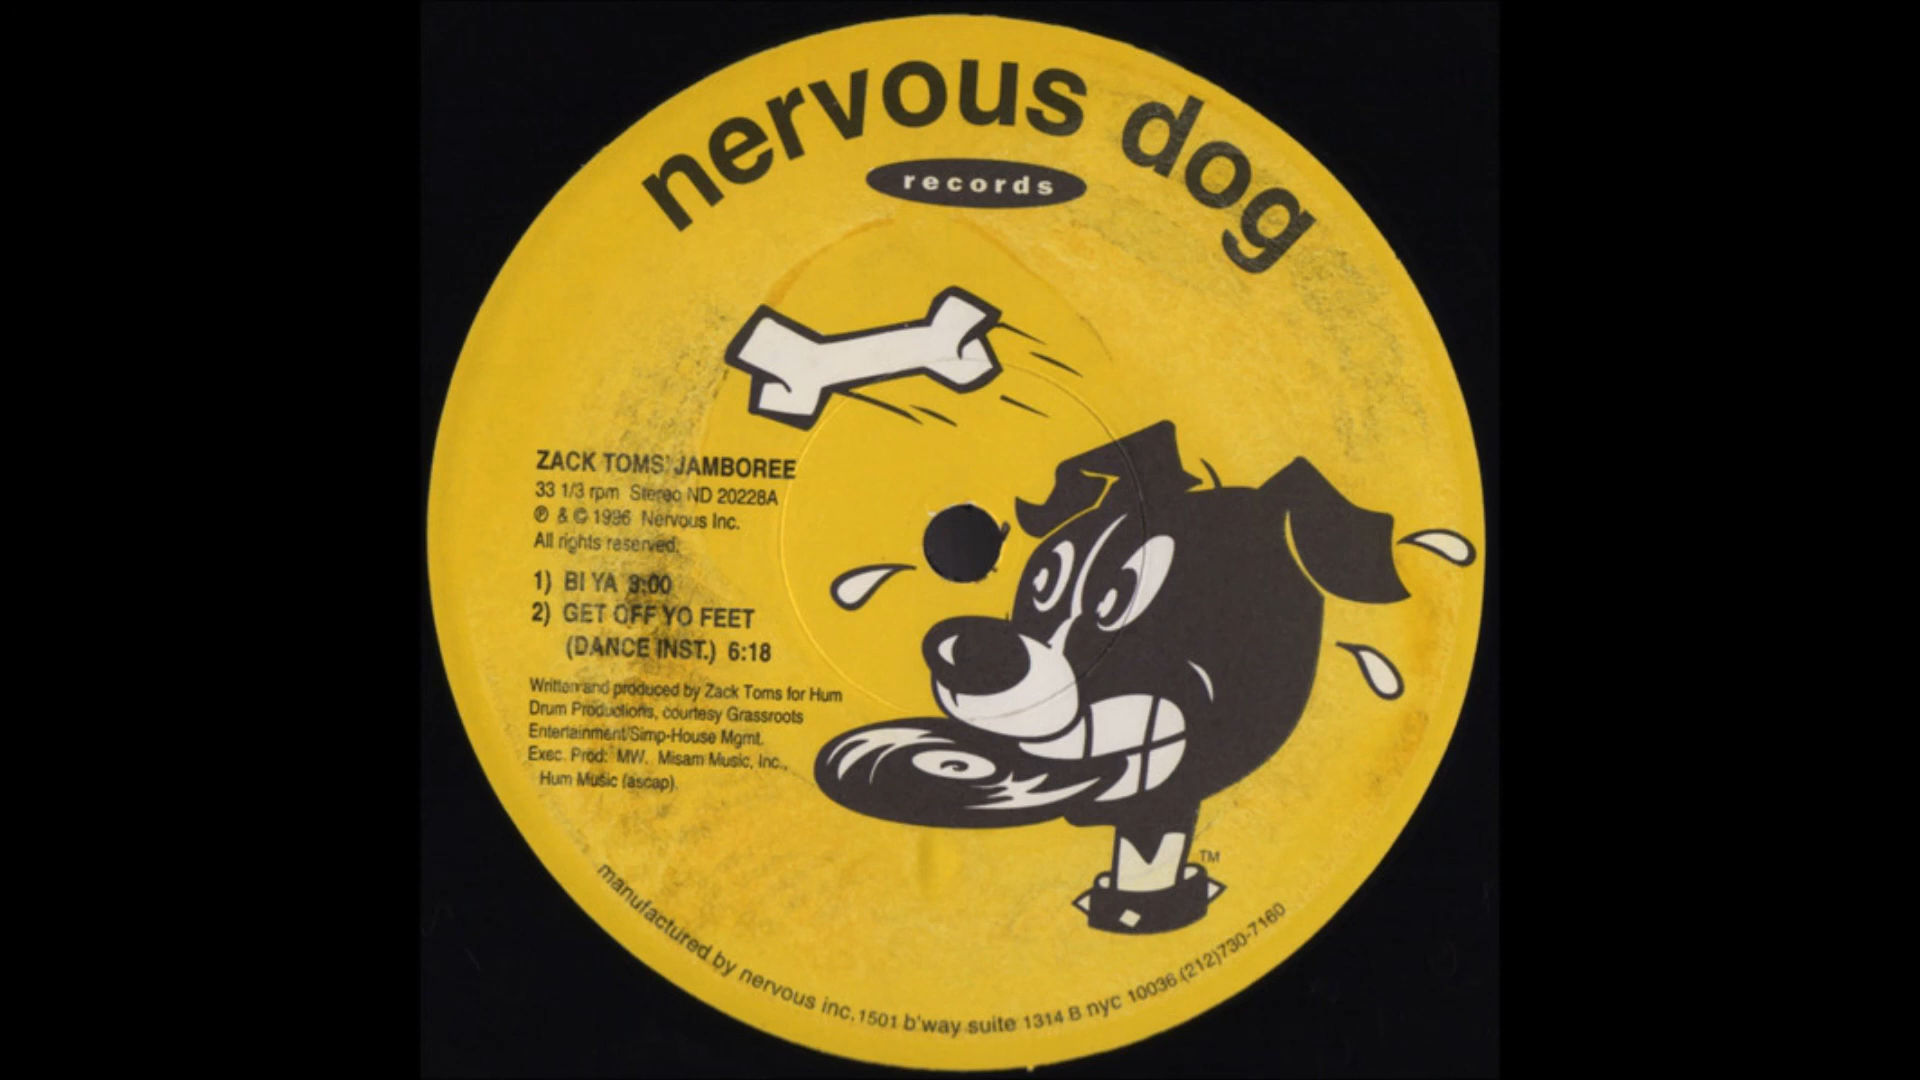 nervous dog
records
ZACK TOMS' JAMBOREE
33 1/3 rpm Stereo ND 20228A
℗ & © 1996 Nervous Inc.
All rights reserved.
1) BI YA 3:00
2) GET OFF YO FEET
(DANCE INST.) 6:18
Written and produced by Zack Toms for Hum
Drum Productions, courtesy Grassroots
Entertainment/Simp-House Mgmt.
Exec. Prod: MW. Misam Music, Inc.,
Hum Music (ascap).
TM
manufactured by nervous inc. 1501 b'way suite 1314 B nyc 10036 (212)730-7160